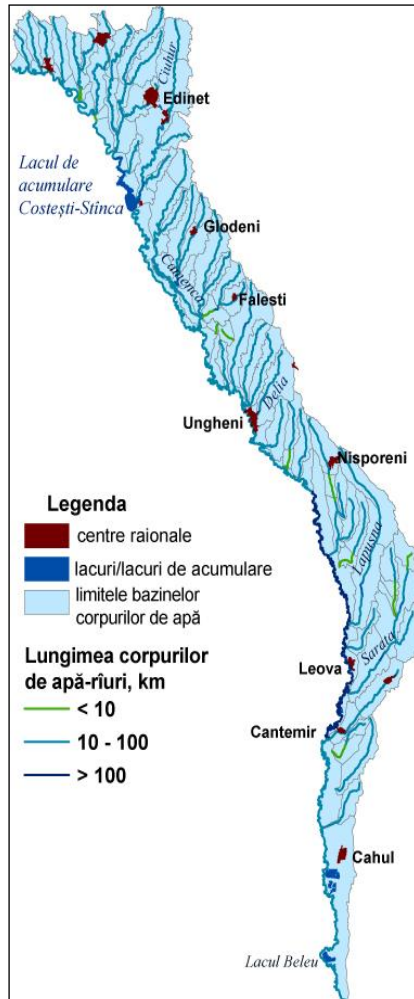 Ciuhur
Edinet
Lacul de
acumulare
Costești-Stinca
Glodeni
Camenca
Falesti
Delia
Ungheni
Nisporeni
Legenda
centre raionale
lacuri/lacuri de acumulare
limitele bazinelor
corpurilor de apă
Lapusna
Lungimea corpurilor
de apă-rîuri, km
< 10
10 - 100
> 100
Sarata
Leova
Cantemir
Cahul
Lacul Beleu